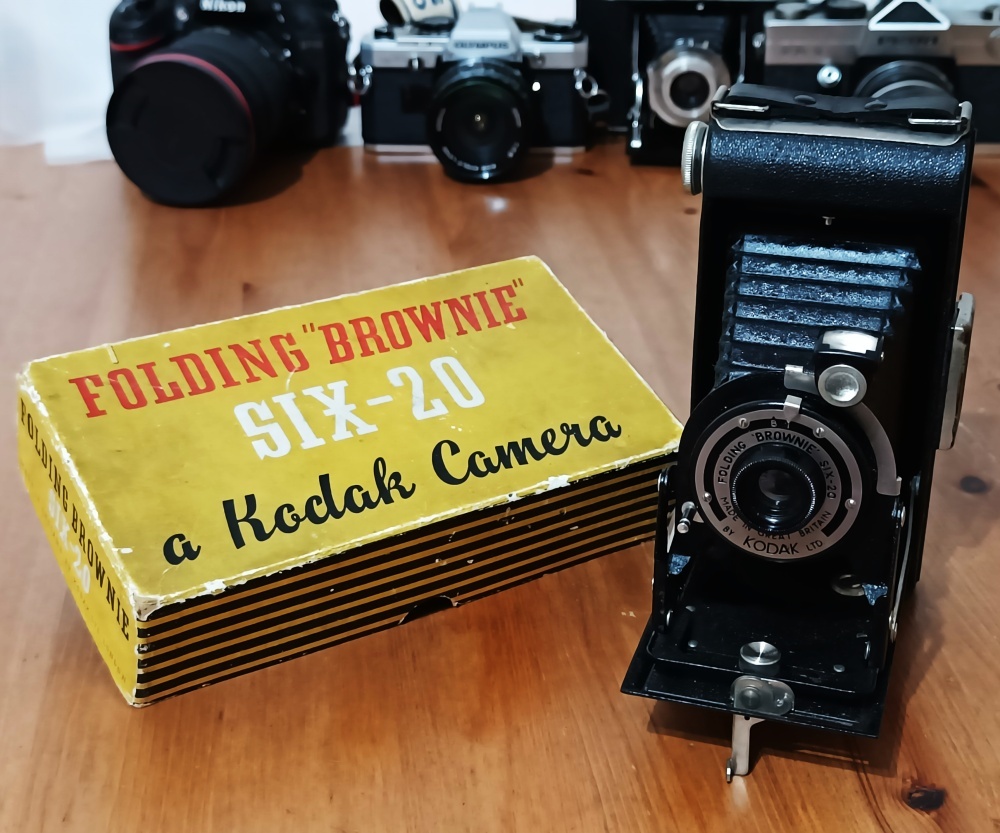 Nikon
OLYMPUS
FOLDING "BROWNIE"
SIX-20
a Kodak Camera
FOLDING BROWNIE
SIX-20
T
B I
FOLDING 'BROWNIE' SIX-20
MADE IN GREAT BRITAIN
BY KODAK LTD